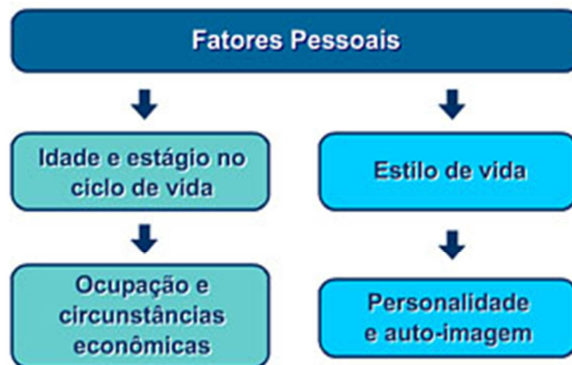 Fatores Pessoais
Idade e estágio no
ciclo de vida
Estilo de vida
Ocupação e
circunstâncias
econômicas
Personalidade
e auto-imagem